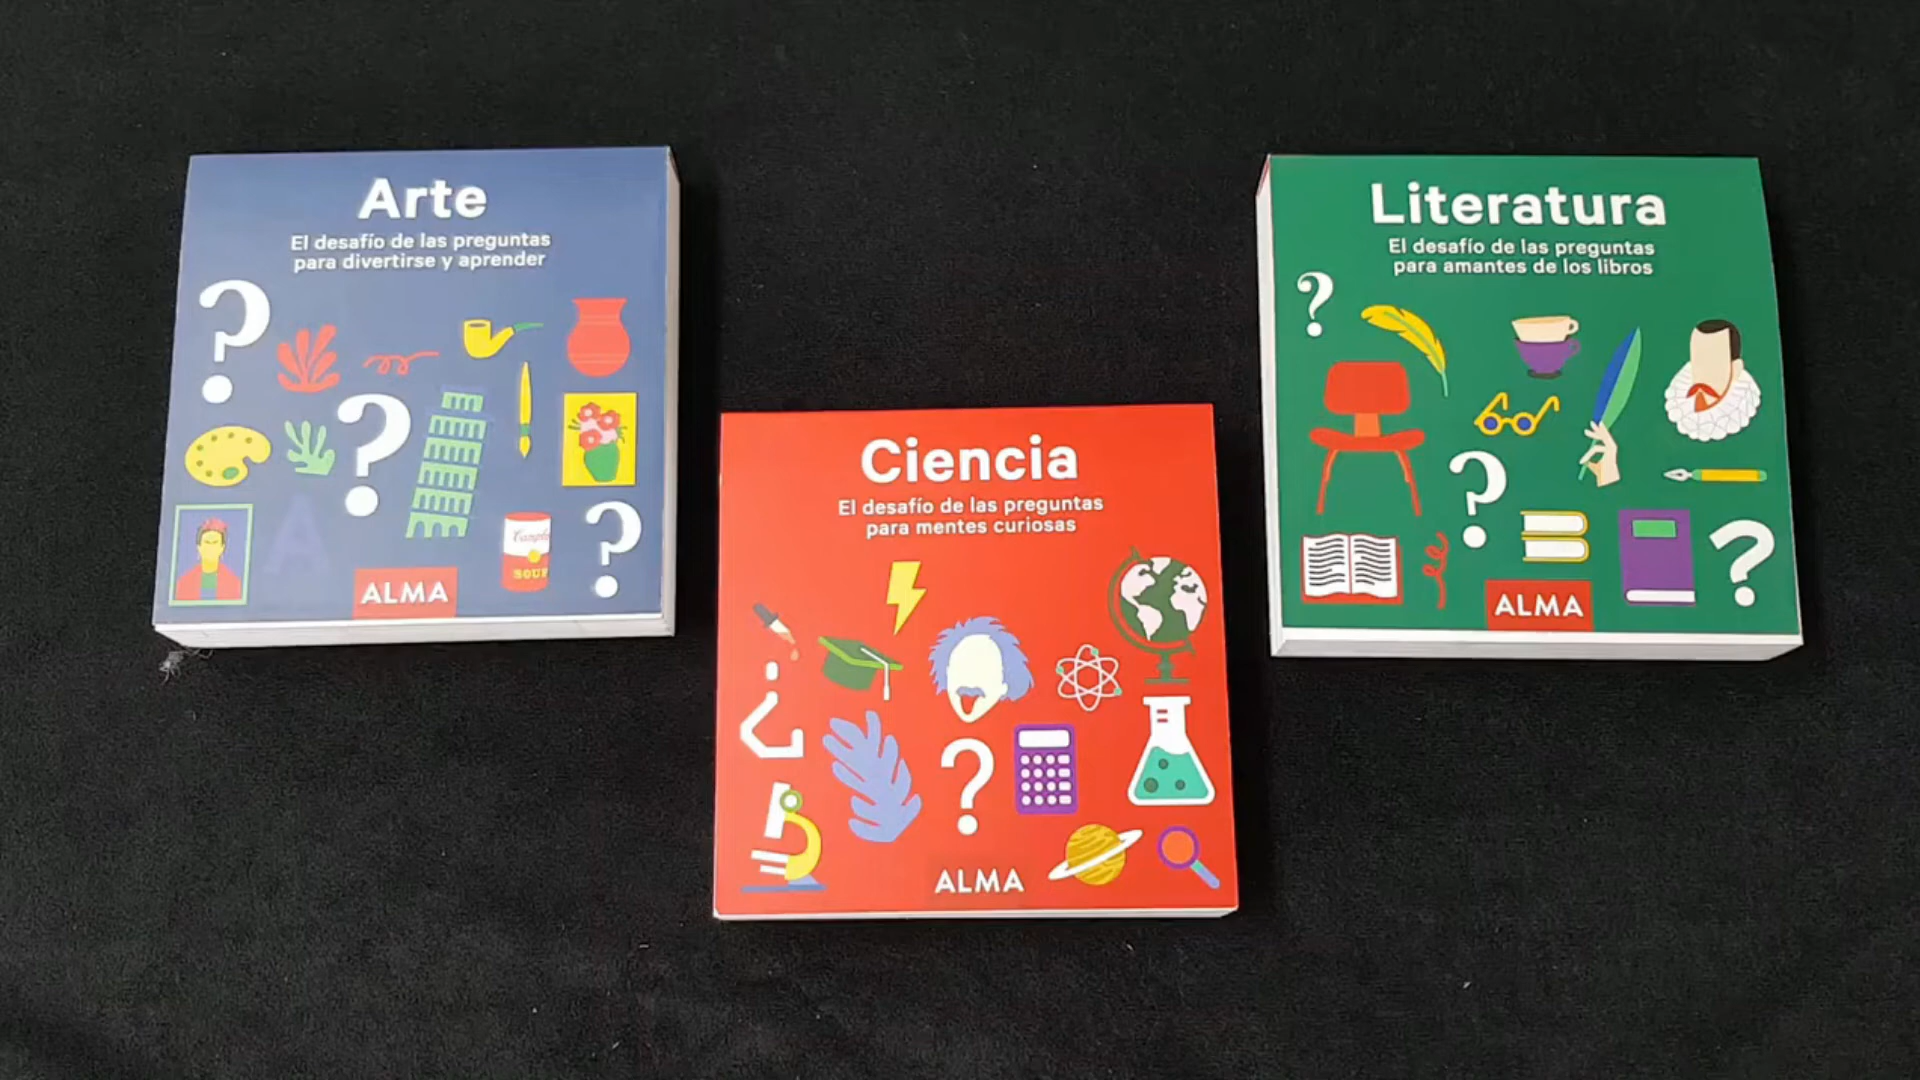 Arte
El desafío de las preguntas
para divertirse y aprender
?
?
A
?
SOUP
ALMA
Ciencia
El desafío de las preguntas
para mentes curiosas
¿
?
ALMA
Literatura
El desafío de las preguntas
para amantes de los libros
?
?
?
ALMA